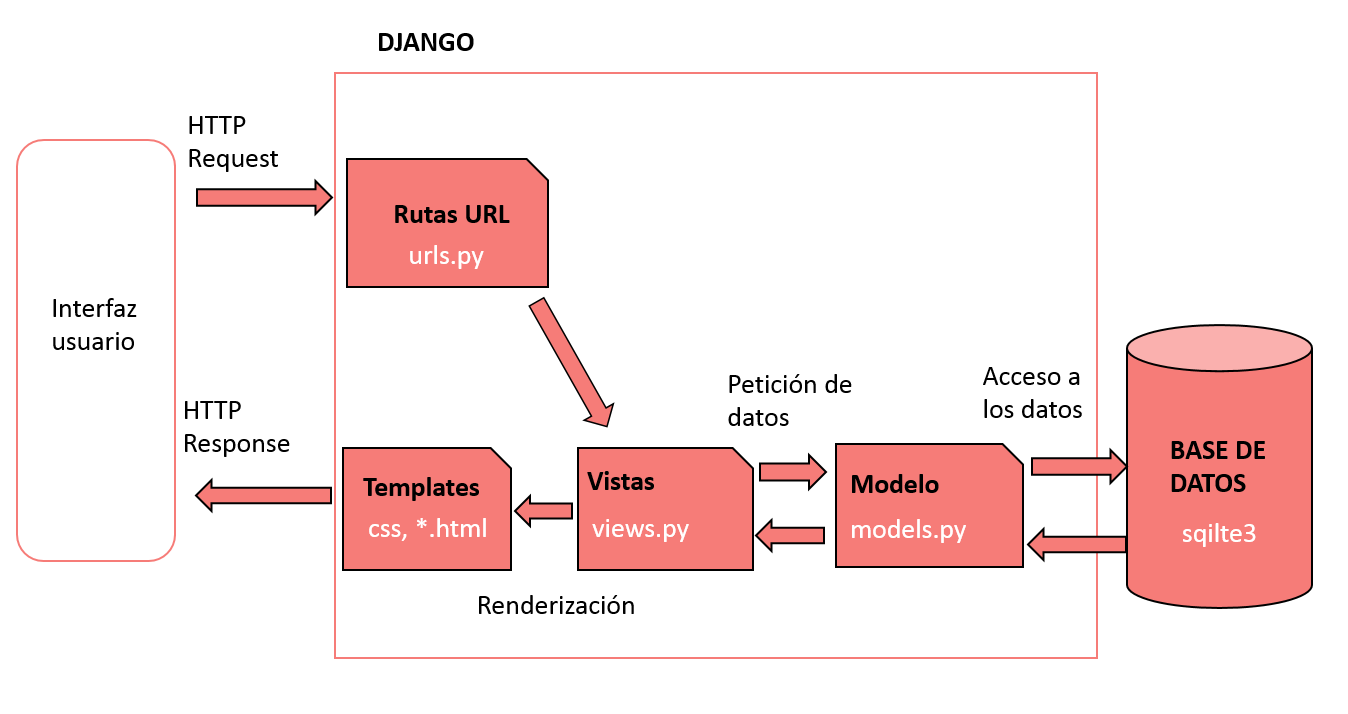 DJANGO
HTTP
Request
Rutas URL
urls.py
Interfaz
usuario
HTTP
Response
Templates
css, *.html
Vistas
views.py
Renderización
Petición de
datos
Modelo
models.py
Acceso a
los datos
BASE DE
DATOS
sqilte3